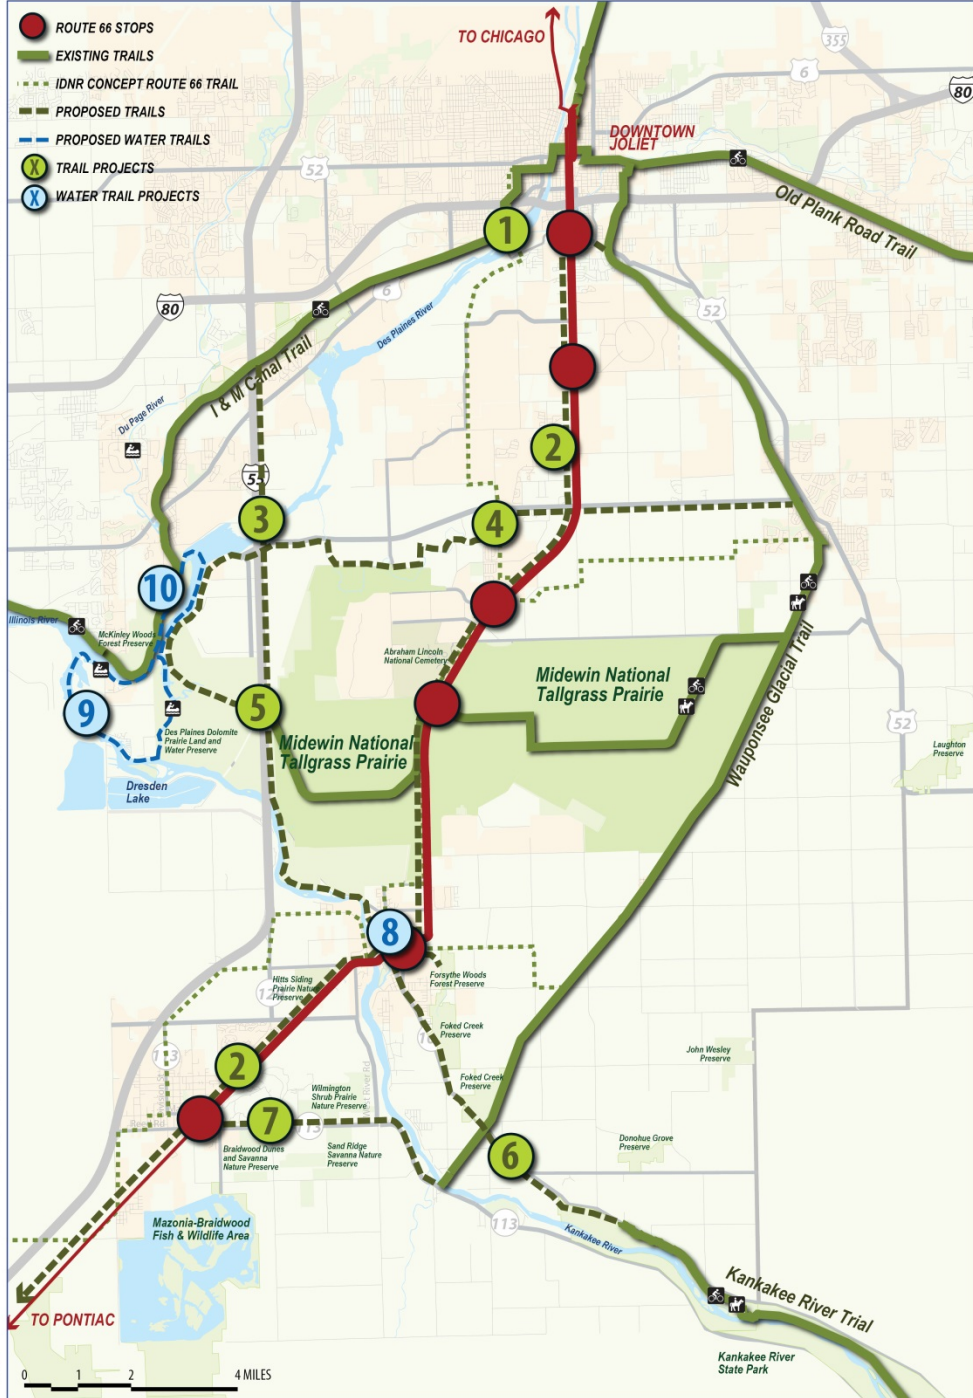 ROUTE 66 STOPS
EXISTING TRAILS
IDNR CONCEPT ROUTE 66 TRAIL
PROPOSED TRAILS
PROPOSED WATER TRAILS
X
TRAIL PROJECTS
X
WATER TRAIL PROJECTS
TO CHICAGO
355
6
80
DOWNTOWN
JOLIET
52
Old Plank Road Trail
1
6
80
52
Des Plaines River
I & M Canal Trail
Du Page River
2
55
3
4
10
Illinois River
McKinley Woods
Forest Preserve
Abraham Lincoln
National Cemetery
Midewin National
Tallgrass Prairie
Wauponsee Glacial Trail
5
9
52
Des Plaines Dolomite
Prairie Land and
Water Preserve
Midewin National
Tallgrass Prairie
Laughton
Preserve
Dresden
Lake
8
Hitts Siding
Prairie Nature
Preserve
Forsythe Woods
Forest Preserve
Foked Creek
Preserve
113
John Wesley
Preserve
2
Foked Creek
Preserve
Wilmington
Shrub Prairie
Nature Preserve
7
113
Donohue Grove
Preserve
Braidwood Dunes
and Savanna
Nature Preserve
Sand Ridge
Savanna Nature
Preserve
6
Mazonia-Braidwood
Fish & Wildlife Area
113
Kankakee River
Kankakee River Trial
TO PONTIAC
Kankakee River
State Park
0 1 2 4 MILES